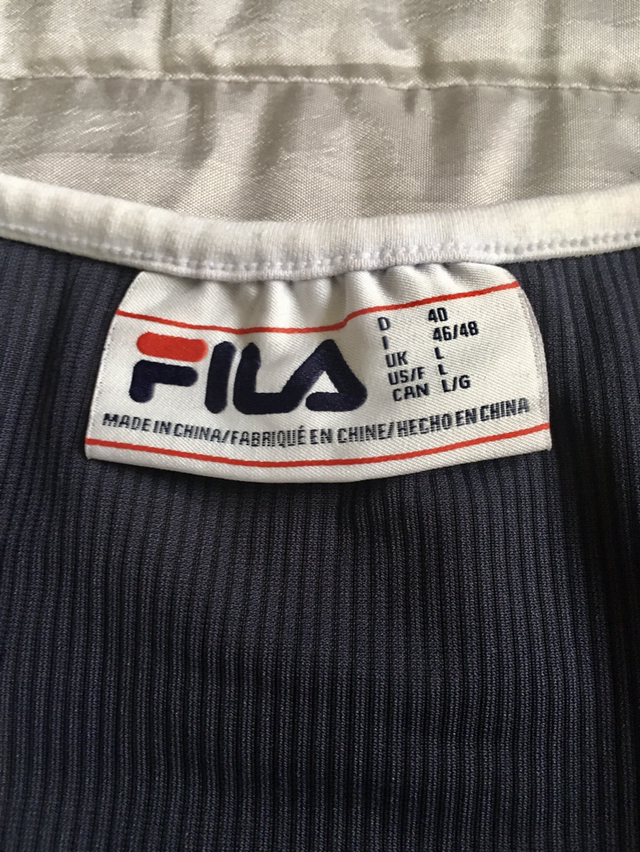 FILA
D 40
I 46/48
UK L
US/F L
CAN L/G
MADE IN CHINA/FABRIQUÉ EN CHINE/HECHO EN CHINA